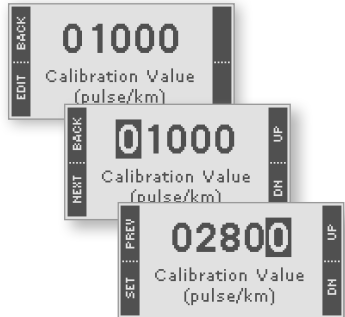 BACK
EDIT
01000
Calibration Value
(pulse/km)
BACK
NEXT
01000
Calibration Value
(pulse/km)
UP
DN
PREV
SET
02800
Calibration Value
(pulse/km)
UP
DN